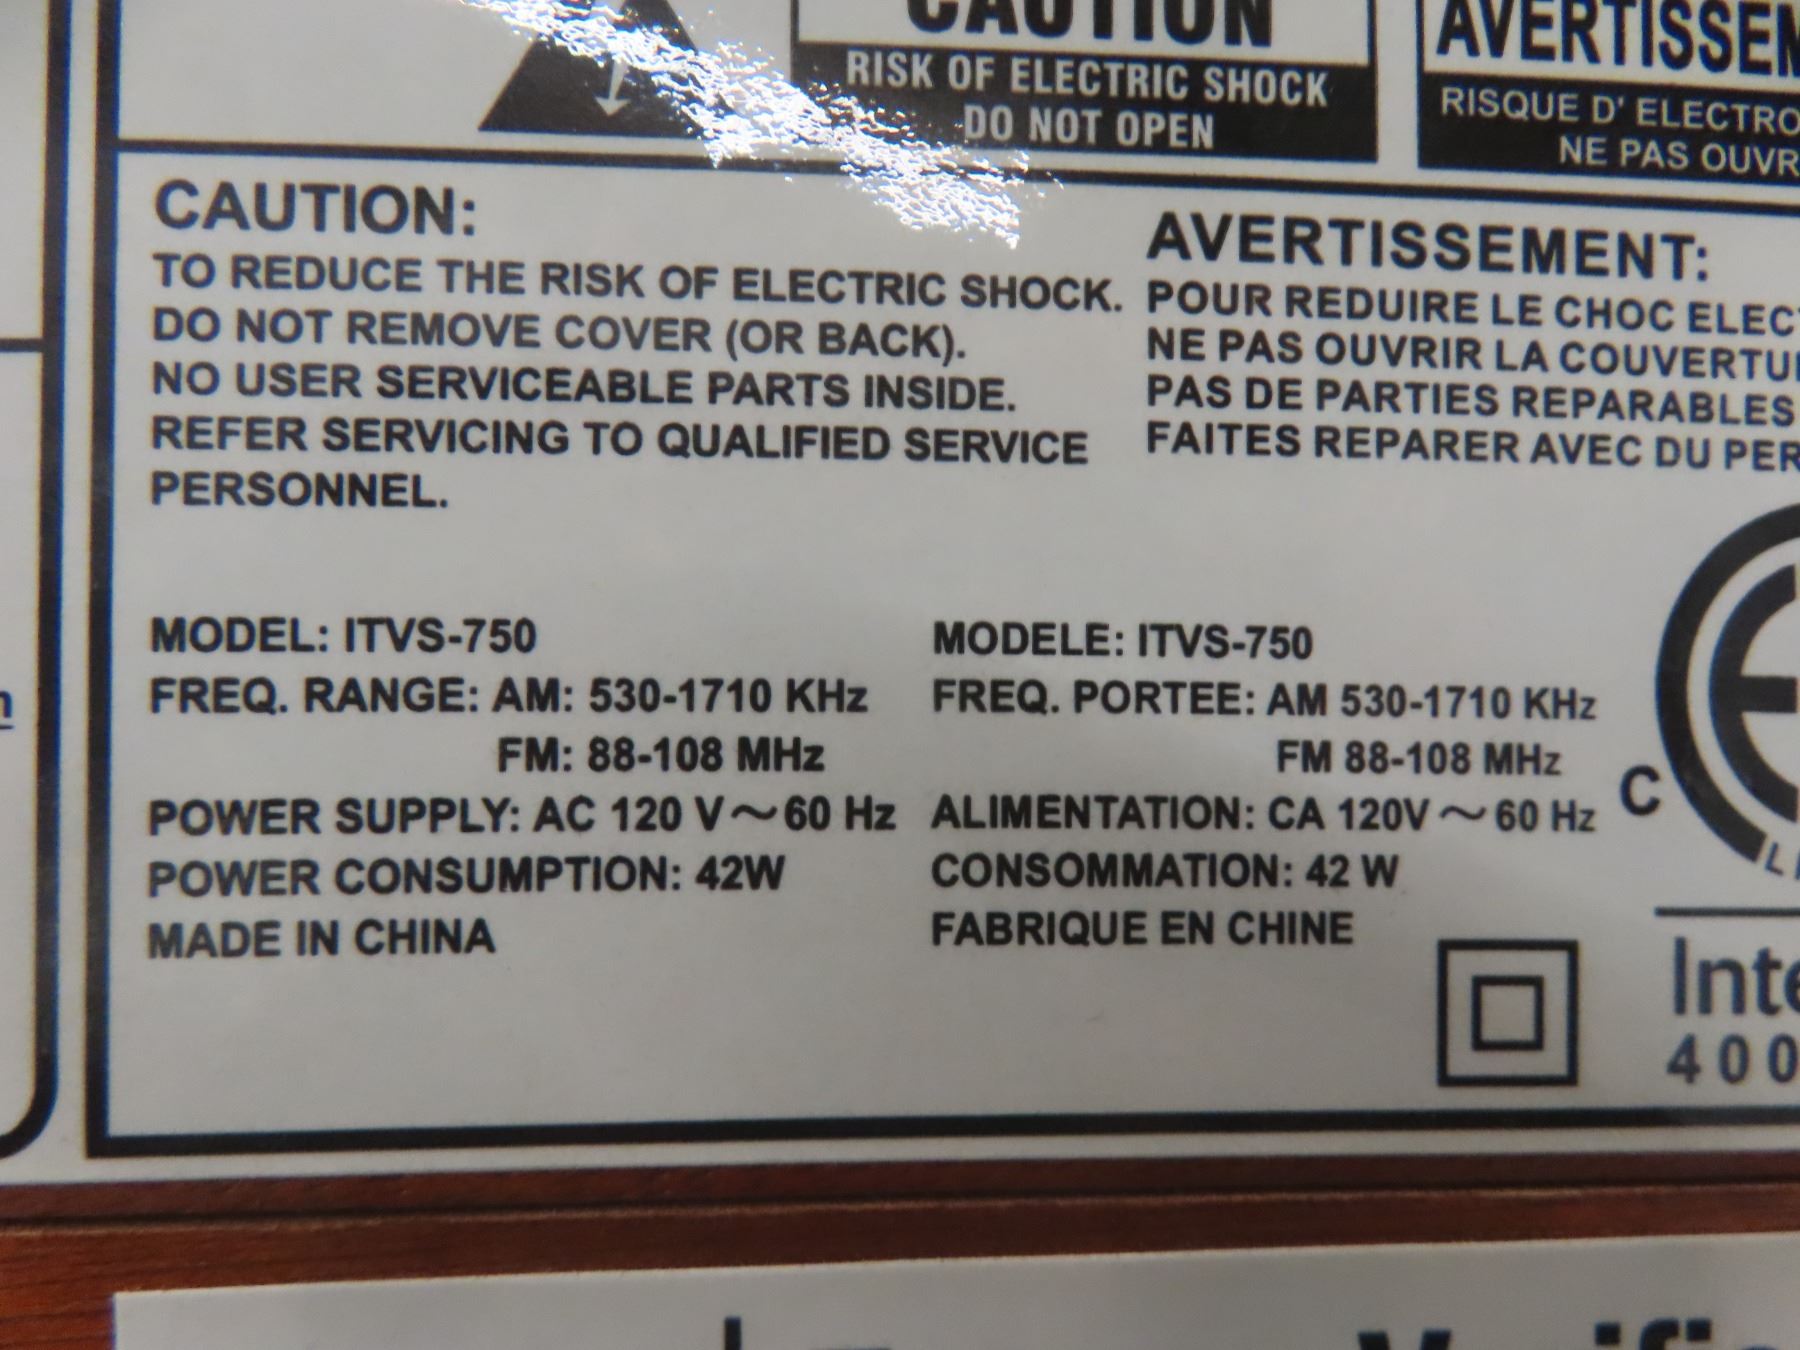 CAUTION
RISK OF ELECTRIC SHOCK
DO NOT OPEN
AVERTISSEM
RISQUE D' ELECTRO
NE PAS OUVR
CAUTION:
TO REDUCE THE RISK OF ELECTRIC SHOCK.
DO NOT REMOVE COVER (OR BACK).
NO USER SERVICEABLE PARTS INSIDE.
REFER SERVICING TO QUALIFIED SERVICE
PERSONNEL.
AVERTISSEMENT:
POUR REDUIRE LE CHOC ELEC
NE PAS OUVRIR LA COUVERTU
PAS DE PARTIES REPARABLES
FAITES REPARER AVEC DU PER
MODEL: ITVS-750
FREQ. RANGE: AM: 530-1710 KHz
FM: 88-108 MHz
POWER SUPPLY: AC 120 V～60 Hz
POWER CONSUMPTION: 42W
MADE IN CHINA
MODELE: ITVS-750
FREQ. PORTEE: AM 530-1710 KHz
FM 88-108 MHz
ALIMENTATION: CA 120V ～ 60 Hz
CONSOMMATION: 42 W
FABRIQUE EN CHINE
C
Inte
400